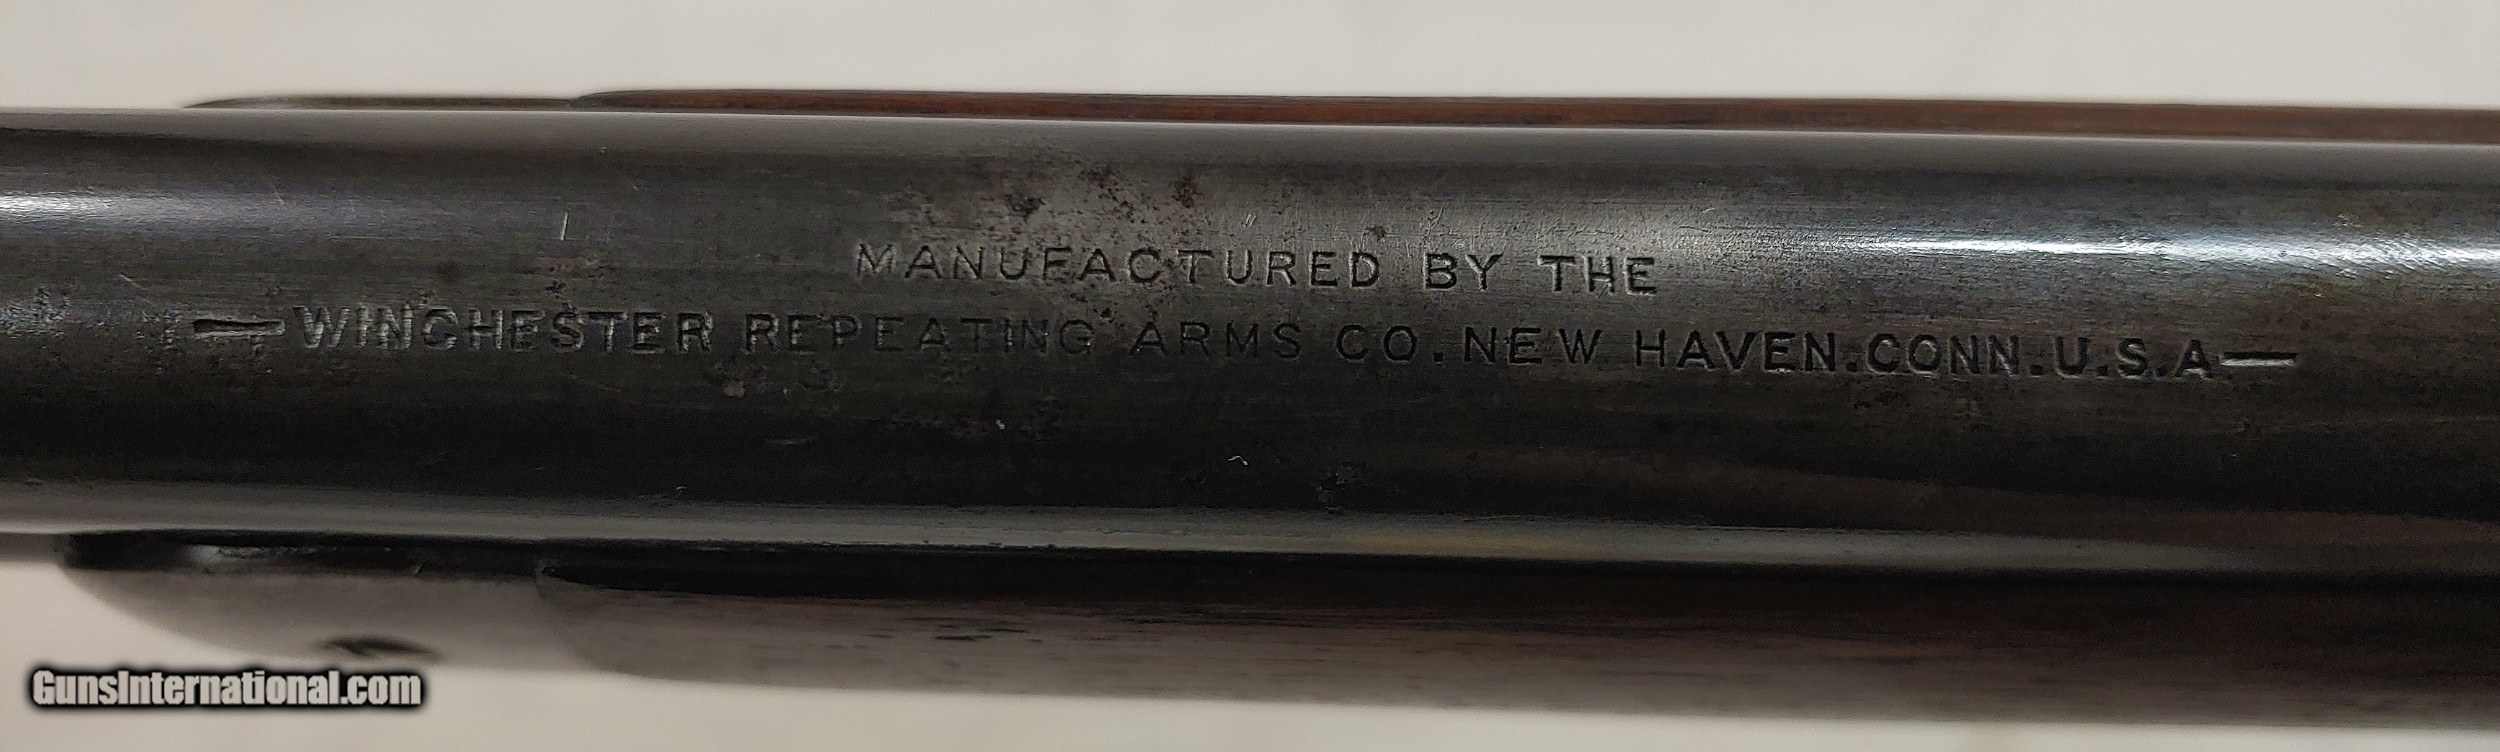 MANUFACTURED BY THE
—WINCHESTER REPEATING ARMS CO. NEW HAVEN. CONN. U.S.A—
GunsInternational.com